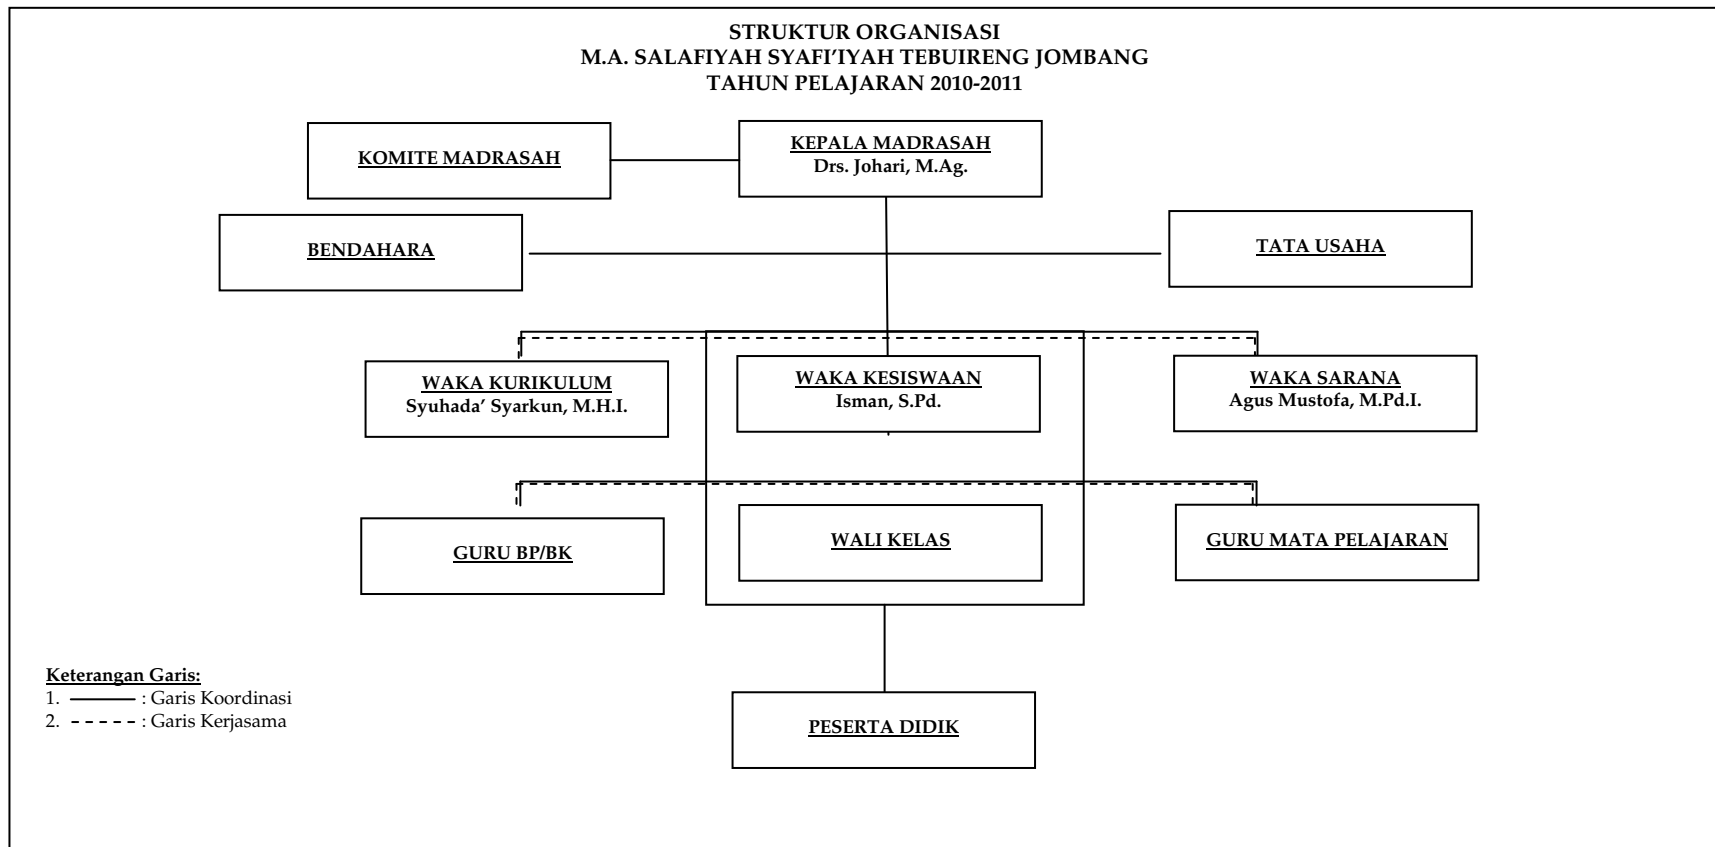 STRUKTUR ORGANISASI
M.A. SALAFIYAH SYAFI'IYAH TEBUIRENG JOMBANG
TAHUN PELAJARAN 2010-2011
KOMITE MADRASAH
KEPALA MADRASAH
Drs. Johari, M.Ag.
BENDAHARA
TATA USAHA
WAKA KURIKULUM
Syuhada' Syarkun, M.H.I.
WAKA KESISWAAN
Isman, S.Pd.
WAKA SARANA
Agus Mustofa, M.Pd.I.
GURU BP/BK
WALI KELAS
GURU MATA PELAJARAN
Keterangan Garis:
1. : Garis Koordinasi
2. : Garis Kerjasama
PESERTA DIDIK